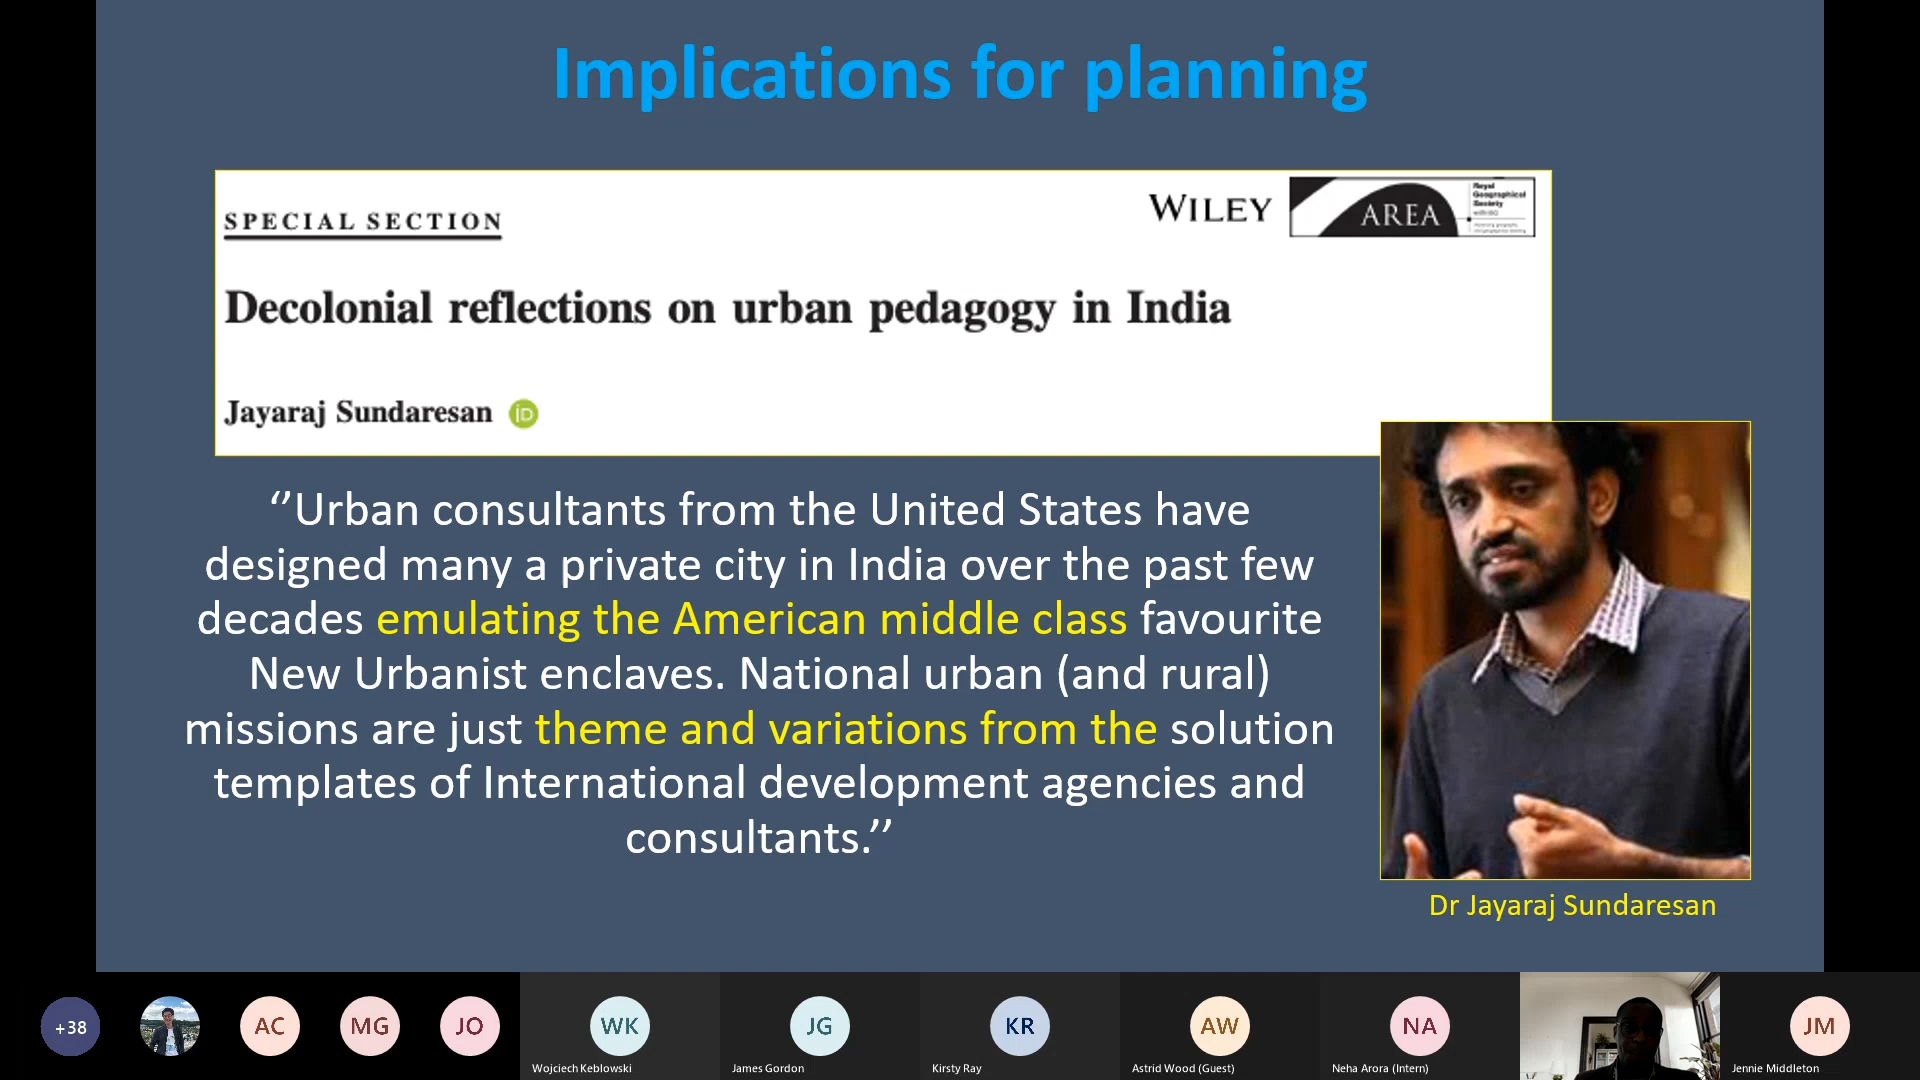 Implications for planning
SPECIAL SECTION
WILEY
AREA
Royal
Geographical
Society
with IBG
Decolonial reflections on urban pedagogy in India
Jayaraj Sundaresan iD
‘’Urban consultants from the United States have
designed many a private city in India over the past few
decades emulating the American middle class favourite
New Urbanist enclaves. National urban (and rural)
missions are just theme and variations from the solution
templates of International development agencies and
consultants.’’
Dr Jayaraj Sundaresan
+38
AC
MG
JO
WK
JG
KR
AW
NA
JM
Wojciech Keblowski
James Gordon
Kirsty Ray
Astrid Wood (Guest)
Neha Arora (Intern)
Jennie Middleton